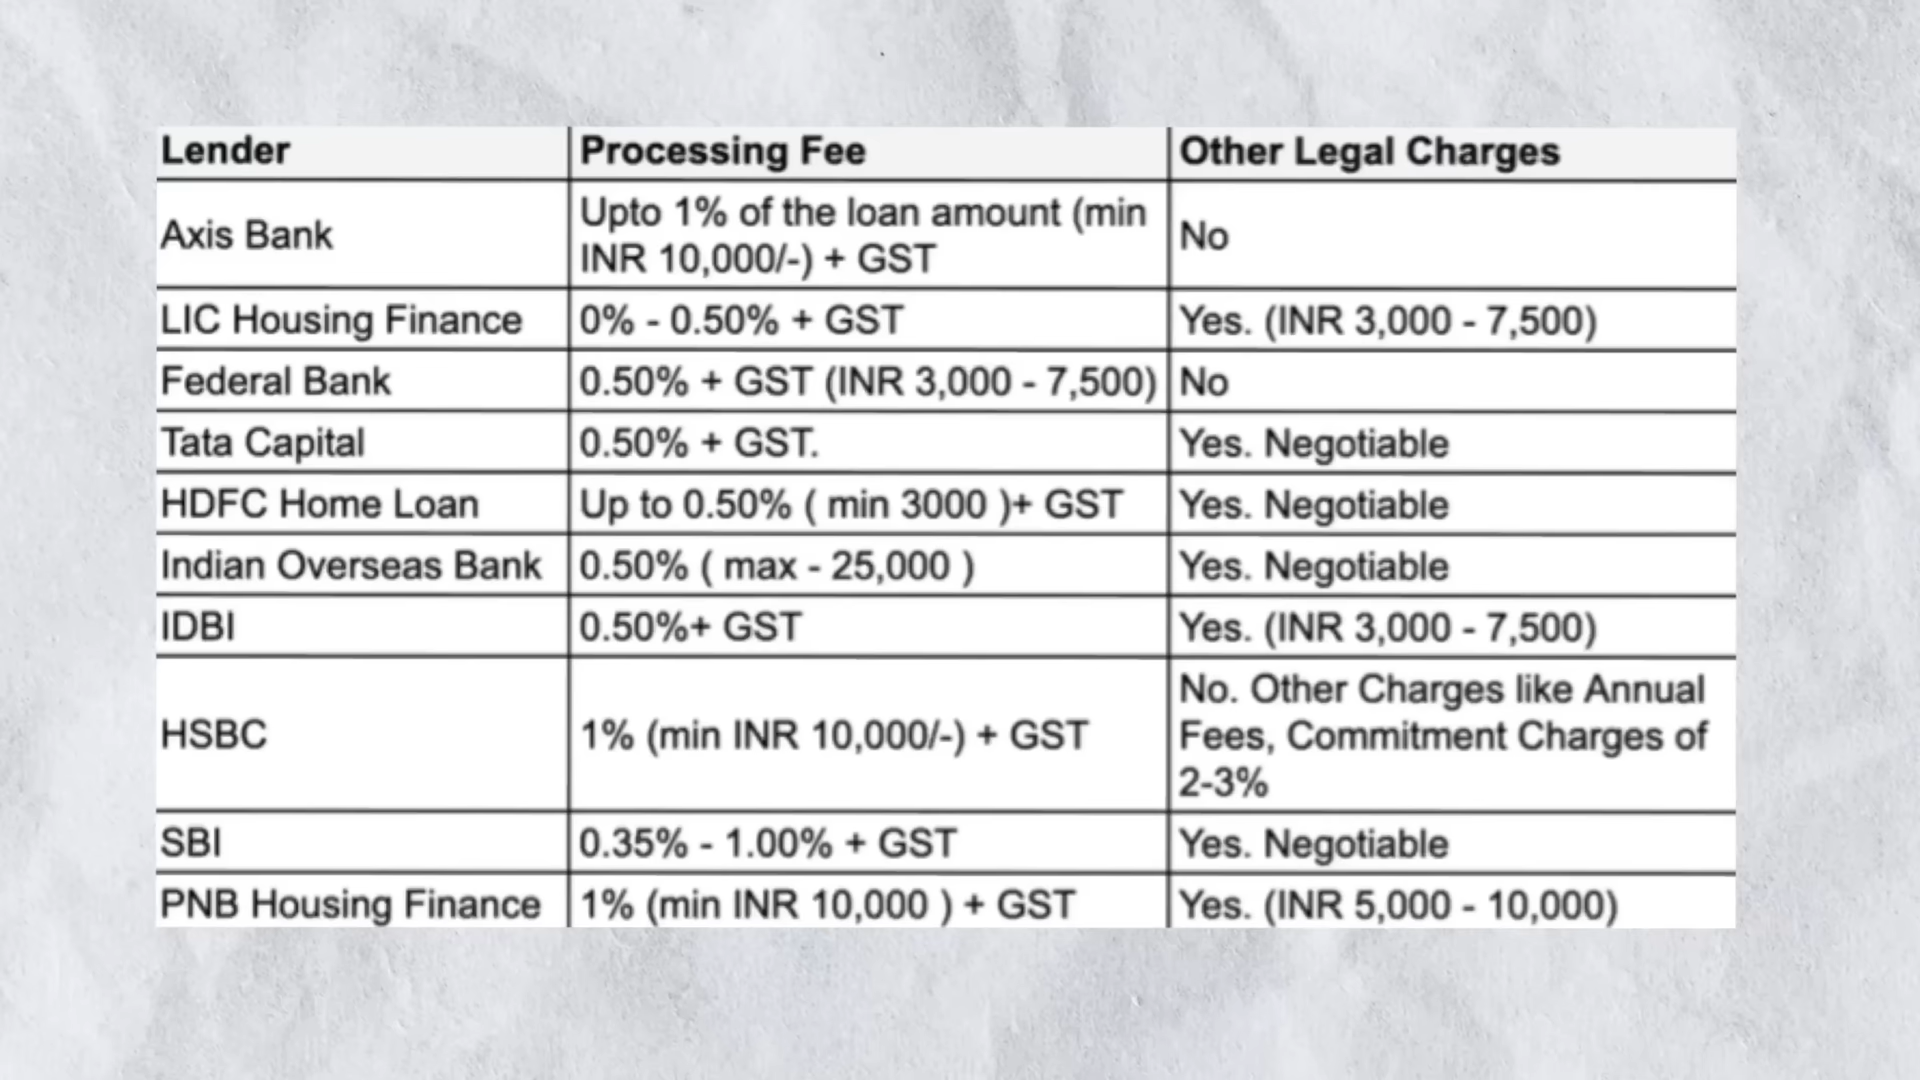 Lender Processing Fee Other Legal Charges
Axis Bank Upto 1% of the loan amount (min INR 10,000/-) + GST No
LIC Housing Finance 0% - 0.50% + GST Yes. (INR 3,000 - 7,500)
Federal Bank 0.50% + GST (INR 3,000 - 7,500) No
Tata Capital 0.50% + GST. Yes. Negotiable
HDFC Home Loan Up to 0.50% ( min 3000 )+ GST Yes. Negotiable
Indian Overseas Bank 0.50% ( max - 25,000 ) Yes. Negotiable
IDBI 0.50%+ GST Yes. (INR 3,000 - 7,500)
HSBC 1% (min INR 10,000/-) + GST No. Other Charges like Annual Fees, Commitment Charges of 2-3%
SBI 0.35% - 1.00% + GST Yes. Negotiable
PNB Housing Finance 1% (min INR 10,000 ) + GST Yes. (INR 5,000 - 10,000)